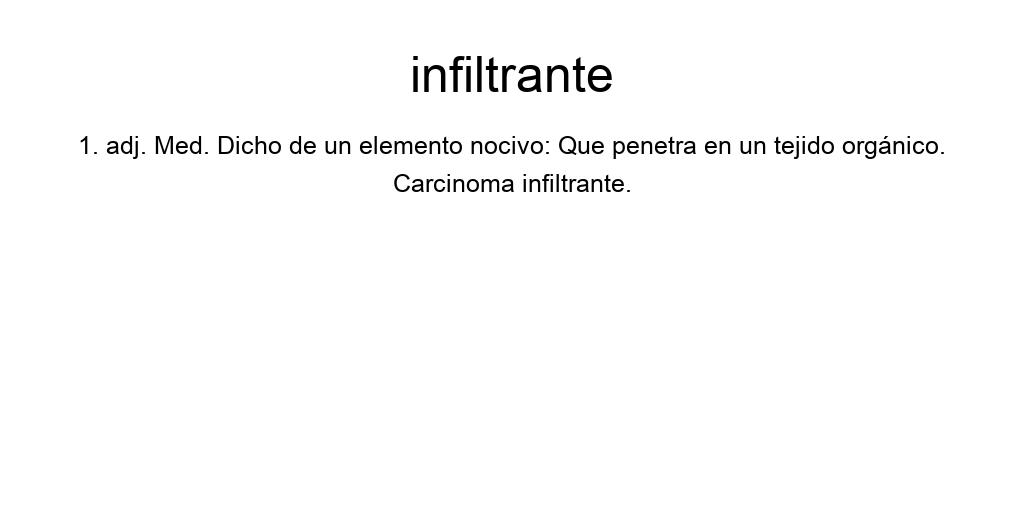 infiltrante
1. adj. Med. Dicho de un elemento nocivo: Que penetra en un tejido orgánico.
Carcinoma infiltrante.